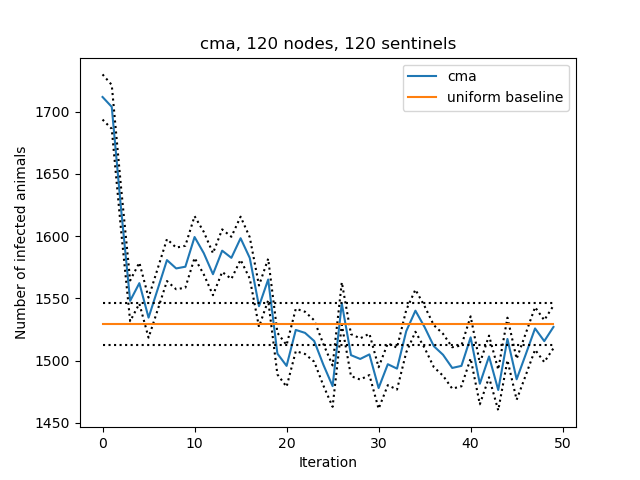 cma, 120 nodes, 120 sentinels
cma
uniform baseline
Number of infected animals
1700
1650
1600
1550
1500
1450
0 10 20 30 40 50
Iteration